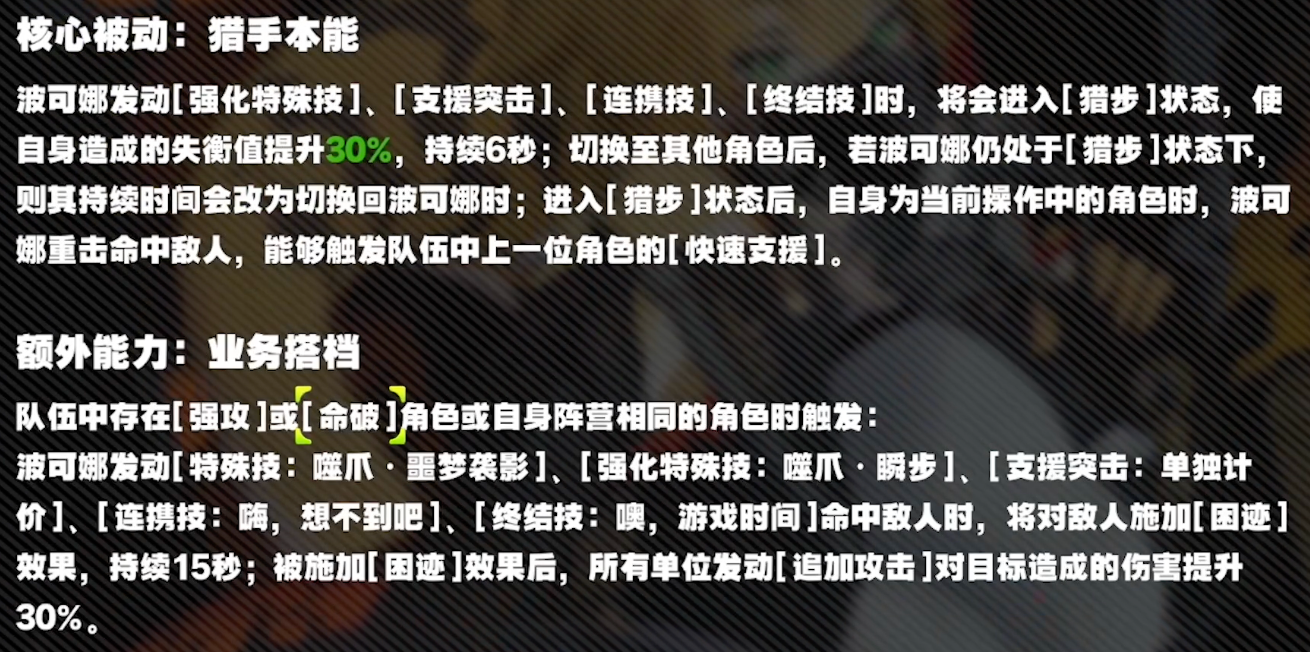 核心被动：猎手本能
波可娜发动[强化特殊技]、[支援突击]、[连携技]、[终结技]时，将会进入[猎步]状态，使
自身造成的失衡值提升30%，持续6秒；切换至其他角色后，若波可娜仍处于[猎步]状态下，
则其持续时间会改为切换回波可娜时；进入[猎步]状态后，自身为当前操作中的角色时，波可
娜重击命中敌人，能够触发队伍中上一位角色的[快速支援]。
额外能力：业务搭档
队伍中存在[强攻]或[命破]角色或自身阵营相同的角色时触发：
波可娜发动[特殊技：噬爪·噩梦袭影]、[强化特殊技：噬爪·瞬步]、[支援突击：单独计
价]、[连携技：嗨，想不到吧]、[终结技：噢，游戏时间]命中敌人时，将对敌人施加[困迹]
效果，持续15秒；被施加[困迹]效果后，所有单位发动[追加攻击]对目标造成的伤害提升
30%。